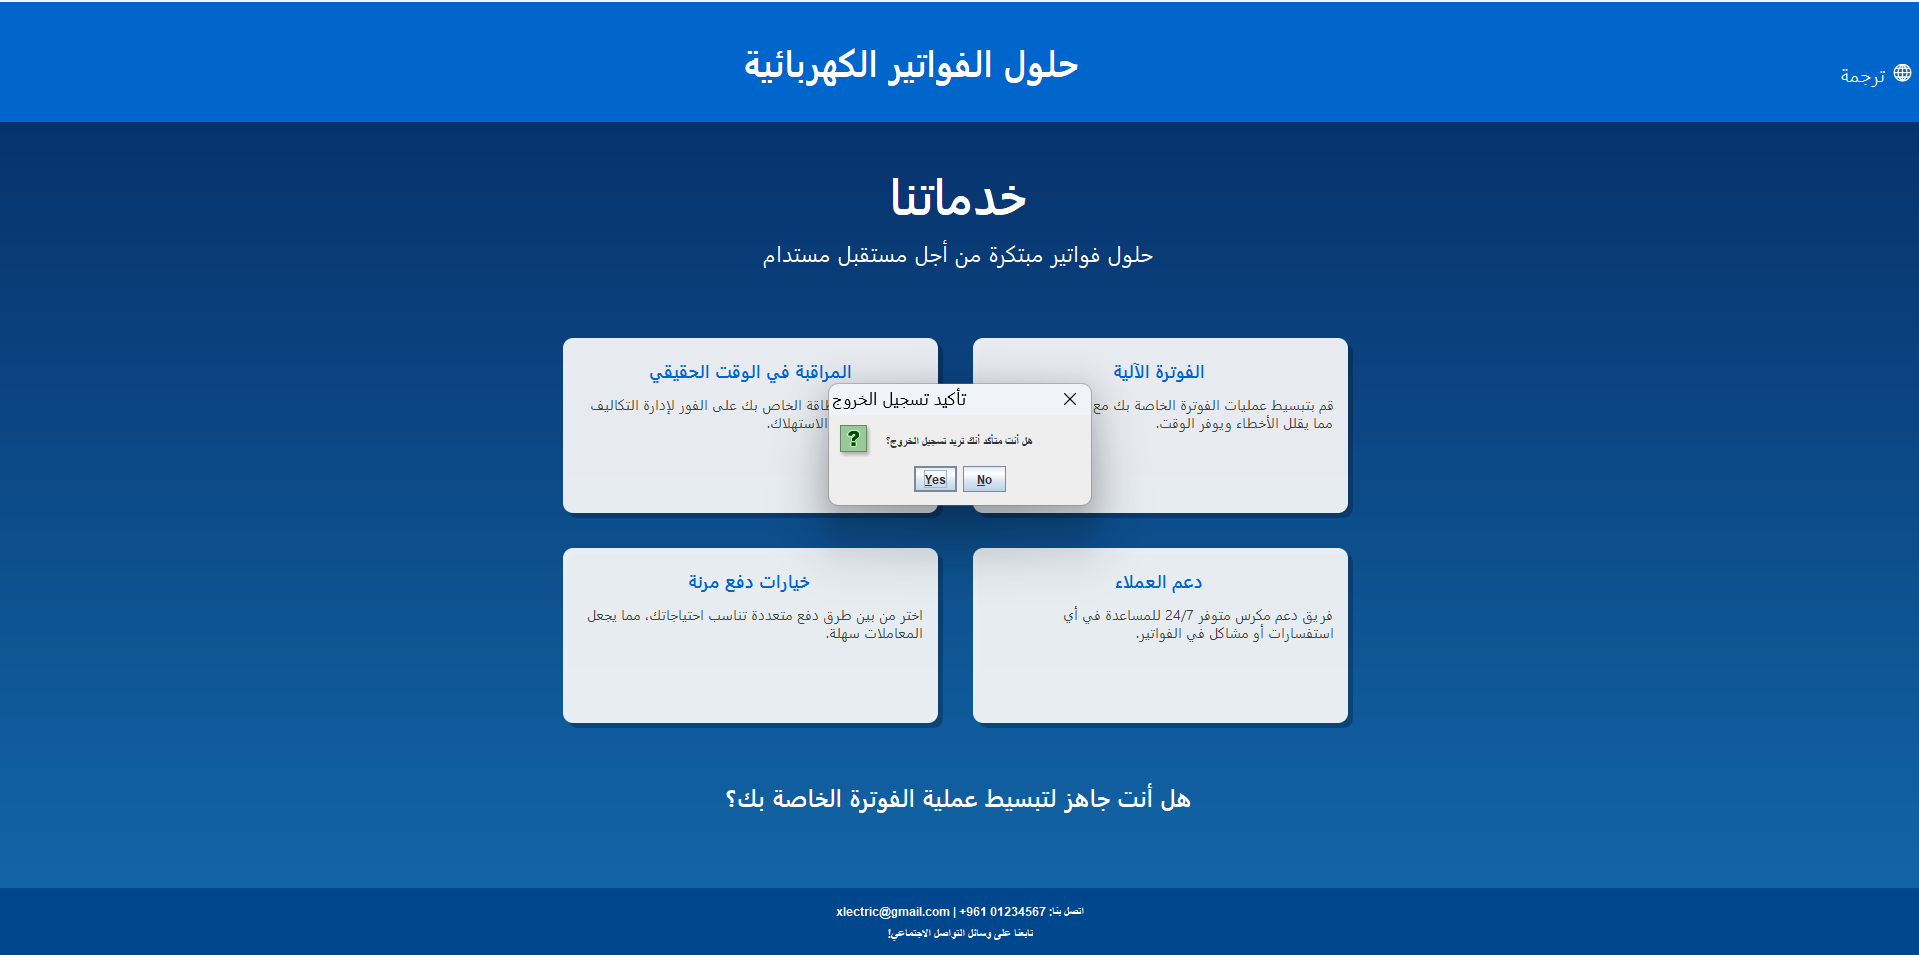 حلول الفواتير الكهربائية
ترجمة
خدماتنا
حلول فواتير مبتكرة من أجل مستقبل مستدام
الفوترة الآلية
قم بتبسيط عمليات الفوترة الخاصة بك مع
مما يقلل الأخطاء ويوفر الوقت.
المراقبة في الوقت الحقيقي
الخاص بك على الفور لإدارة التكاليف
الاستهلاك.
تأكيد تسجيل الخروج
هل أنت متأكد أنك تريد تسجيل الخروج؟
Yes No
دعم العملاء
فريق دعم مكرس متوفر 24/7 للمساعدة في أي
استفسارات أو مشاكل في الفواتير.
خيارات دفع مرنة
اختر من بين طرق دفع متعددة تناسب احتياجاتك، مما يجعل
المعاملات سهلة.
هل أنت جاهز لتبسيط عملية الفوترة الخاصة بك؟
اتصل بنا: xlectric@gmail.com | +961 01234567
تابعنا على وسائل التواصل الاجتماعي!